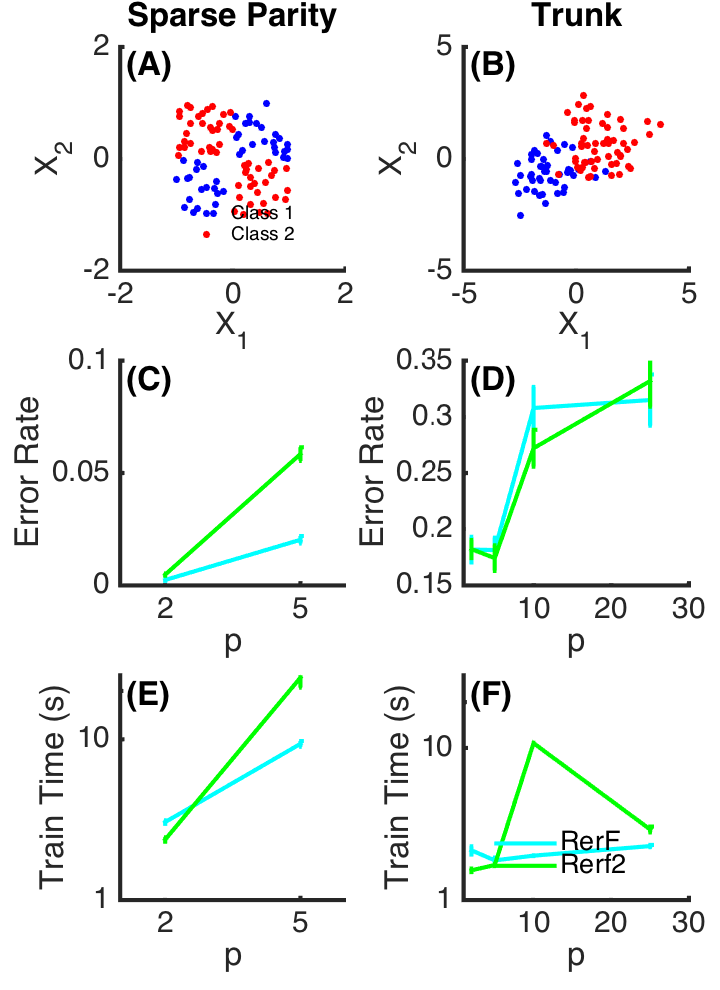 Sparse Parity
Trunk
(A)
2
0
-2
X2
-2
0
2
X1
Class 1
Class 2
(B)
5
0
-5
X2
-5
0
5
X1
(C)
0.1
0.05
0
Error Rate
2
5
p
(D)
0.35
0.3
0.25
0.2
0.15
Error Rate
10
20
30
p
(E)
10
1
Train Time (s)
2
5
p
(F)
10
1
Train Time (s)
RerF
Rerf2
10
20
30
p